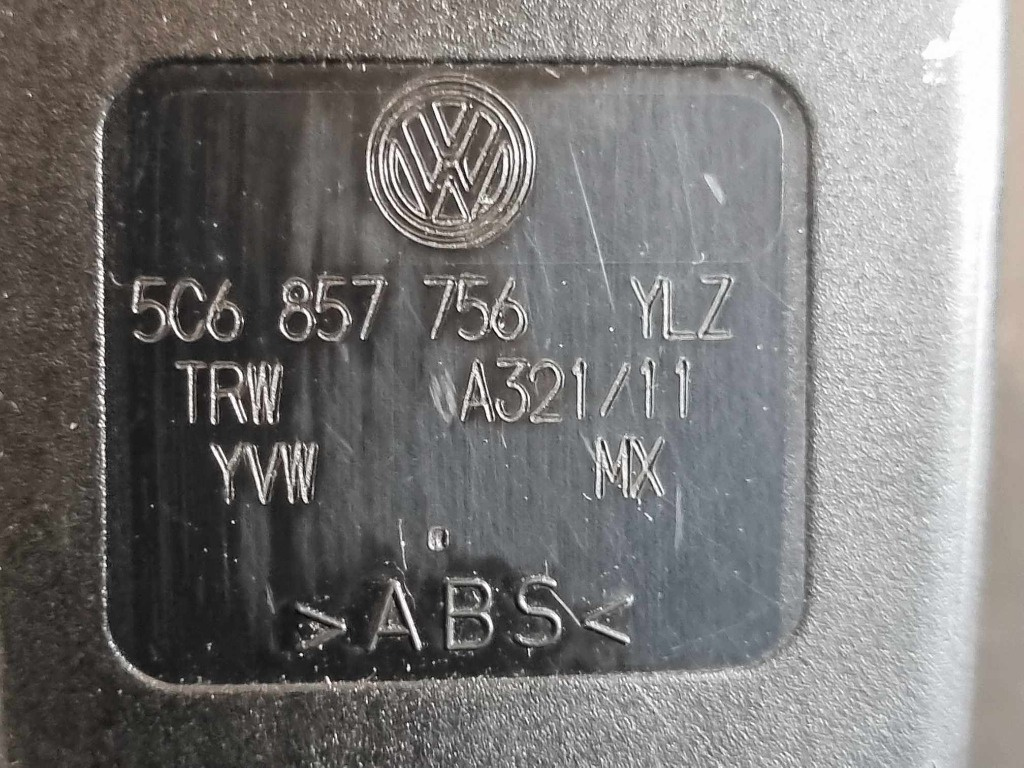 5C6 857 756 YLZ
TRW A321/11
YVW MX
>ABS<